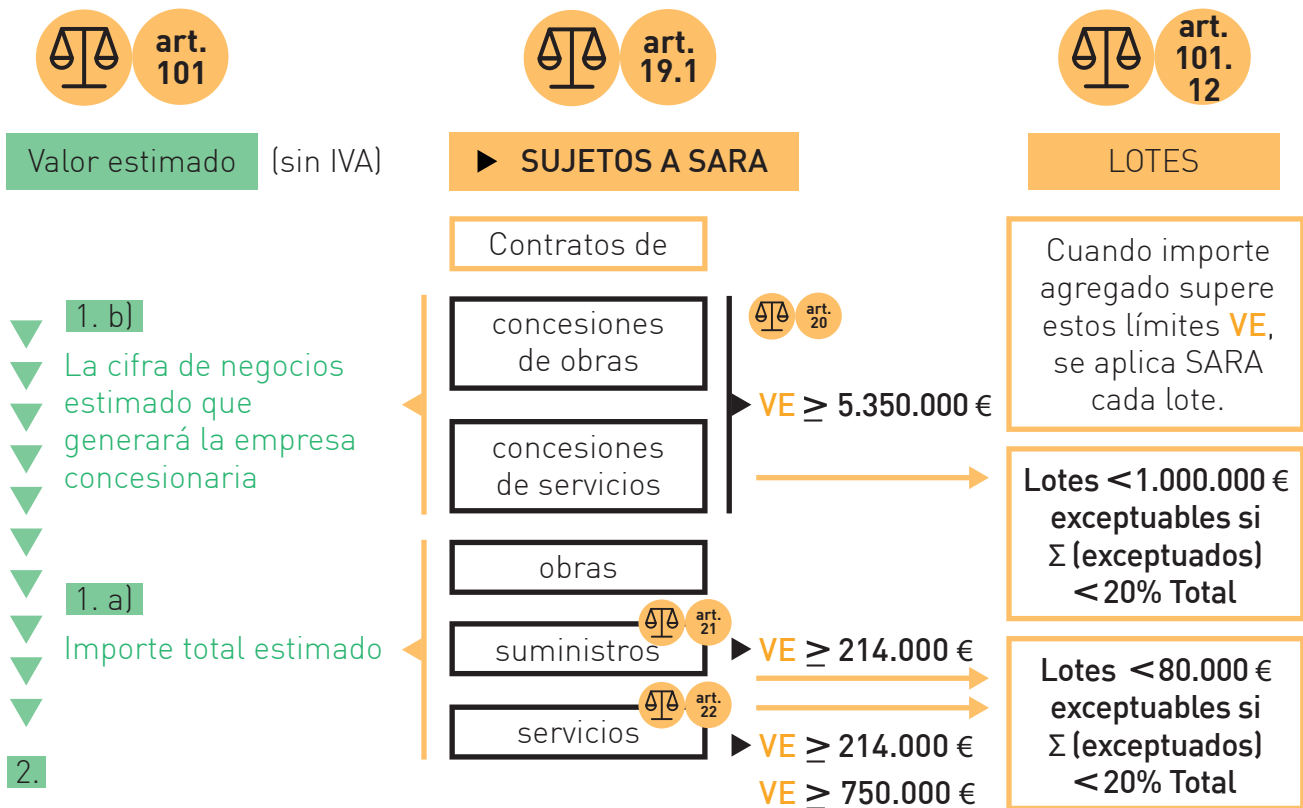 art.
101
Valor estimado (sin IVA)
1. b)
La cifra de negocios
estimado que
generará la empresa
concesionaria
1. a)
Importe total estimado
2.
art.
19.1
► SUJETOS A SARA
Contratos de
concesiones
de obras
concesiones
de servicios
art.
20
VE ≥ 5.350.000 €
obras
suministros
art.
21
VE ≥ 214.000 €
servicios
art.
22
VE ≥ 214.000 €
VE ≥ 750.000 €
art.
101.
12
LOTES
Cuando importe
agregado supere
estos límites VE,
se aplica SARA
cada lote.
Lotes <1.000.000 €
exceptuables si
Σ (exceptuados)
<20% Total
Lotes <80.000 €
exceptuables si
Σ (exceptuados)
<20% Total